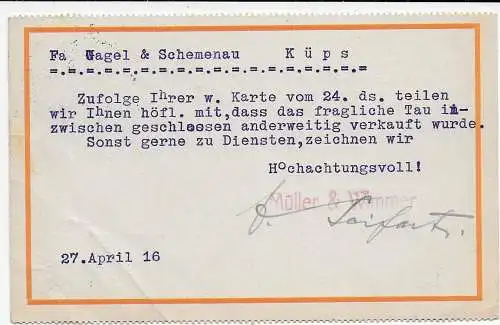 Fa Gagel & Schemenau    Küps
=.=.=.=.=.=.=.=.=.=.=.=.=.=.=.=.=.=.=
Zufolge Ihrer w. Karte vom 24. ds. teilen
wir Ihnen höfl. mit,dass das fragliche Tau in-
zwischen geschlossen anderweitig verkauft wurde.
Sonst gerne zu Diensten,zeichnen wir
Hochachtungsvoll!
Müller & Wimmer
27.April 16